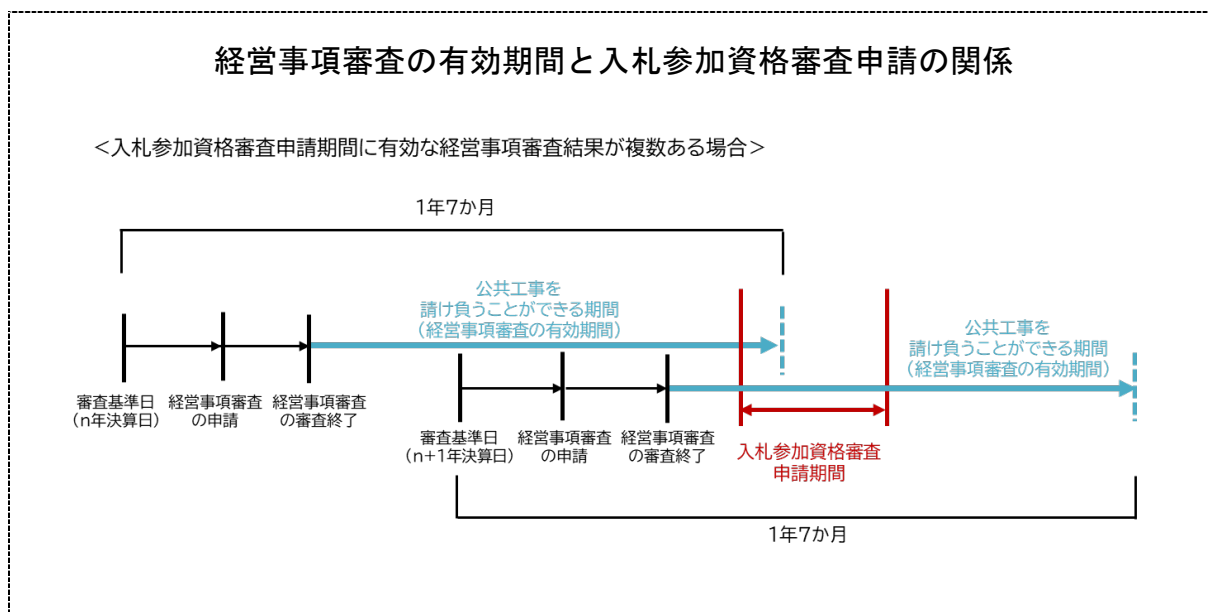 経営事項審査の有効期間と入札参加資格審査申請の関係
＜入札参加資格審査申請期間に有効な経営事項審査結果が複数ある場合＞
1年7か月
公共工事を
請け負うことができる期間
（経営事項審査の有効期間）
審査基準日
（n年決算日）
経営事項審査
の申請
経営事項審査
の審査終了
公共工事を
請け負うことができる期間
（経営事項審査の有効期間）
審査基準日
（n+1年決算日）
経営事項審査
の申請
経営事項審査
の審査終了
入札参加資格審査
申請期間
1年7か月